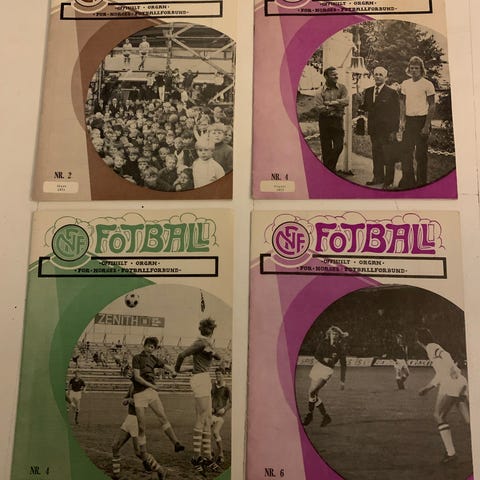 ·OFFISIELT · ORGAN·
·FOR·NORGES·FOTBALLFORBUND·
NR. 2
·OFFISIELT · ORGAN·
·FOR·NORGES·FOTBALLFORBUND·
NR. 4
NFF FOTBALL
·OFFISIELT · ORGAN·
·FOR·NORGES·FOTBALLFORBUND·
ZENITH
NR. 4
NFF FOTBALL
·OFFISIELT · ORGAN·
·FOR·NORGES·FOTBALLFORBUND·
NR. 6